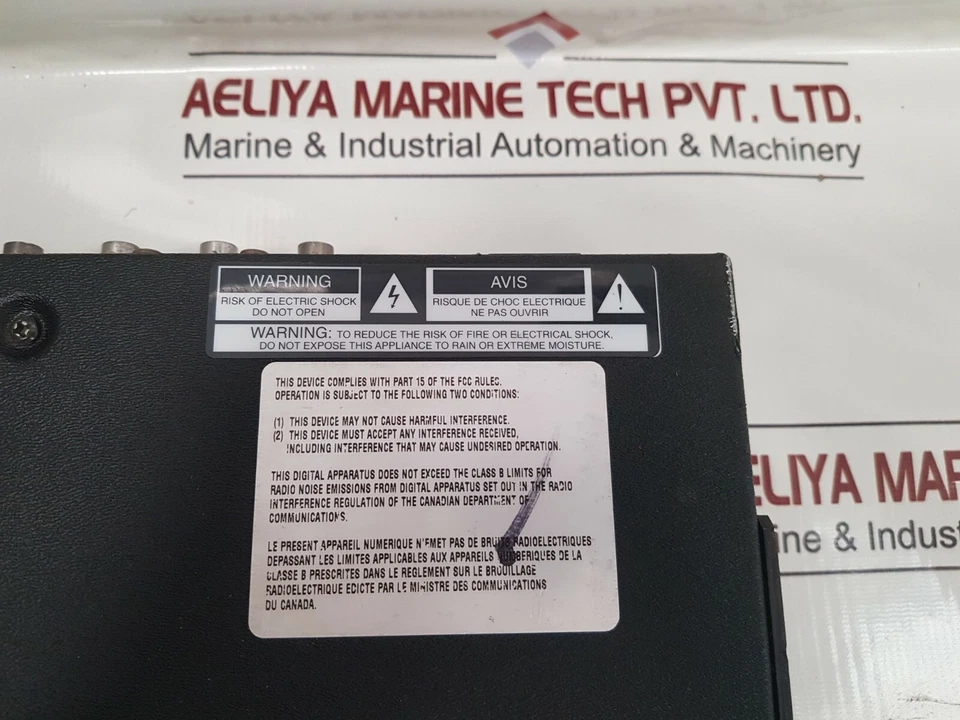 AELIYA MARINE TECH PVT. LTD.
Marine & Industrial Automation & Machinery
WARNING
RISK OF ELECTRIC SHOCK
DO NOT OPEN
AVIS
RISQUE DE CHOC ELECTRIQUE
NE PAS OUVRIR
WARNING: TO REDUCE THE RISK OF FIRE OR ELECTRICAL SHOCK,
DO NOT EXPOSE THIS APPLIANCE TO RAIN OR EXTREME MOISTURE.
THIS DEVICE COMPLIES WITH PART 15 OF THE FCC RULES.
OPERATION IS SUBJECT TO THE FOLLOWING TWO CONDITIONS:
(1) THIS DEVICE MAY NOT CAUSE HARMFUL INTERFERENCE.
(2) THIS DEVICE MUST ACCEPT ANY INTERFERENCE RECEIVED,
INCLUDING INTERFERENCE THAT MAY CAUSE UNDESIRED OPERATION.
THIS DIGITAL APPARATUS DOES NOT EXCEED THE CLASS B LIMITS FOR
RADIO NOISE EMISSIONS FROM DIGITAL APPARATUS SET OUT IN THE RADIO
INTERFERENCE REGULATION OF THE CANADIAN DEPARTMENT OF
COMMUNICATIONS.
LE PRESENT APPAREIL NUMERIQUE N'EMET PAS DE BRUITS RADIOELECTRIQUES
DEPASSANT LES LIMITES APPLICABLES AUX APPAREILS NUMBERIQUES DE LA
CLASSE B PRESCRITES DANS LE REGLEMENT SUR LE BROUILLAGE
RADIOELECTRIQUE EDICTE PAR LE MINISTRE DES COMMUNICATIONS
DU CANADA.
ELIYA MAR
ine & Indus